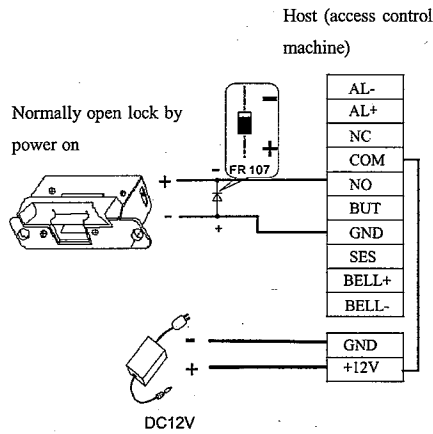 Host (access control
machine)
Normally open lock by
power on
−
+
FR 107
AL-
AL+
NC
COM
NO
BUT
GND
SES
BELL+
BELL-
+
−
−
+
GND
+12V
−
+
DC12V